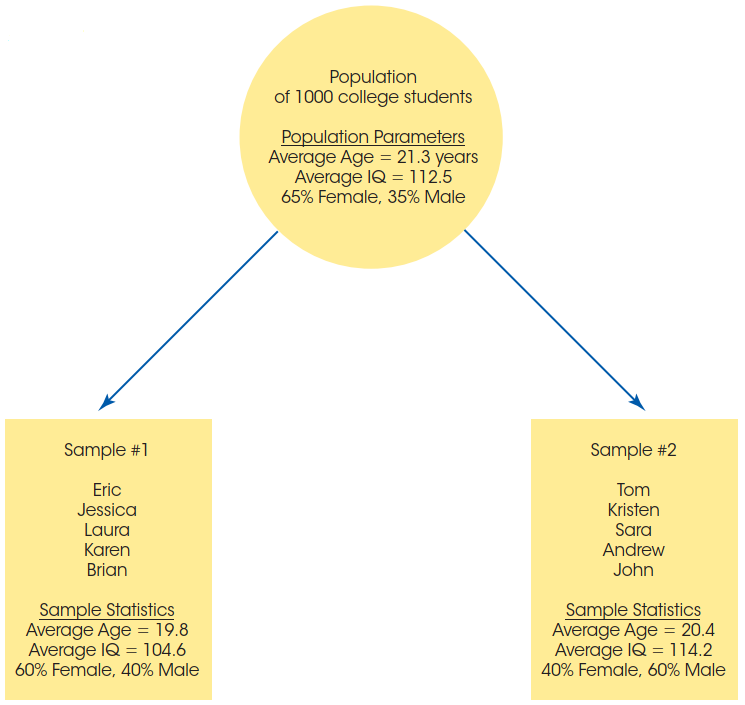 Population
of 1000 college students
Population Parameters
Average Age = 21.3 years
Average IQ = 112.5
65% Female, 35% Male
Sample #1
Eric
Jessica
Laura
Karen
Brian
Sample Statistics
Average Age = 19.8
Average IQ = 104.6
60% Female, 40% Male
Sample #2
Tom
Kristen
Sara
Andrew
John
Sample Statistics
Average Age = 20.4
Average IQ = 114.2
40% Female, 60% Male